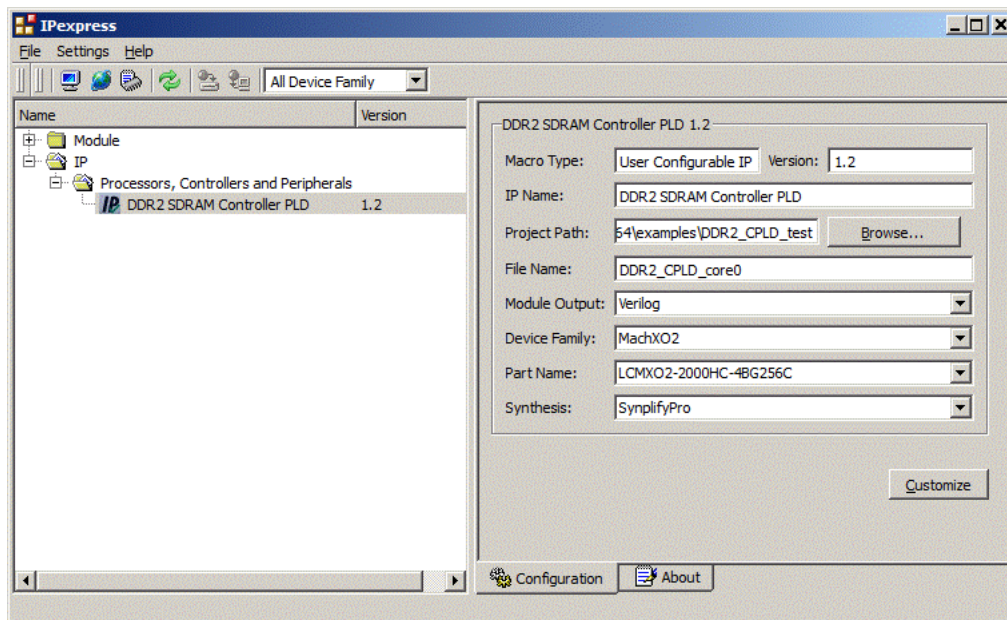 IPexpress
File Settings Help
All Device Family
Name Version
Module
IP
Processors, Controllers and Peripherals
IP DDR2 SDRAM Controller PLD 1.2
DDR2 SDRAM Controller PLD 1.2
Macro Type: User Configurable IP Version: 1.2
IP Name: DDR2 SDRAM Controller PLD
Project Path: 64\examples\DDR2_CPLD_test Browse...
File Name: DDR2_CPLD_core0
Module Output: Verilog
Device Family: MachXO2
Part Name: LCMXO2-2000HC-4BG256C
Synthesis: SynplifyPro
Customize
Configuration About